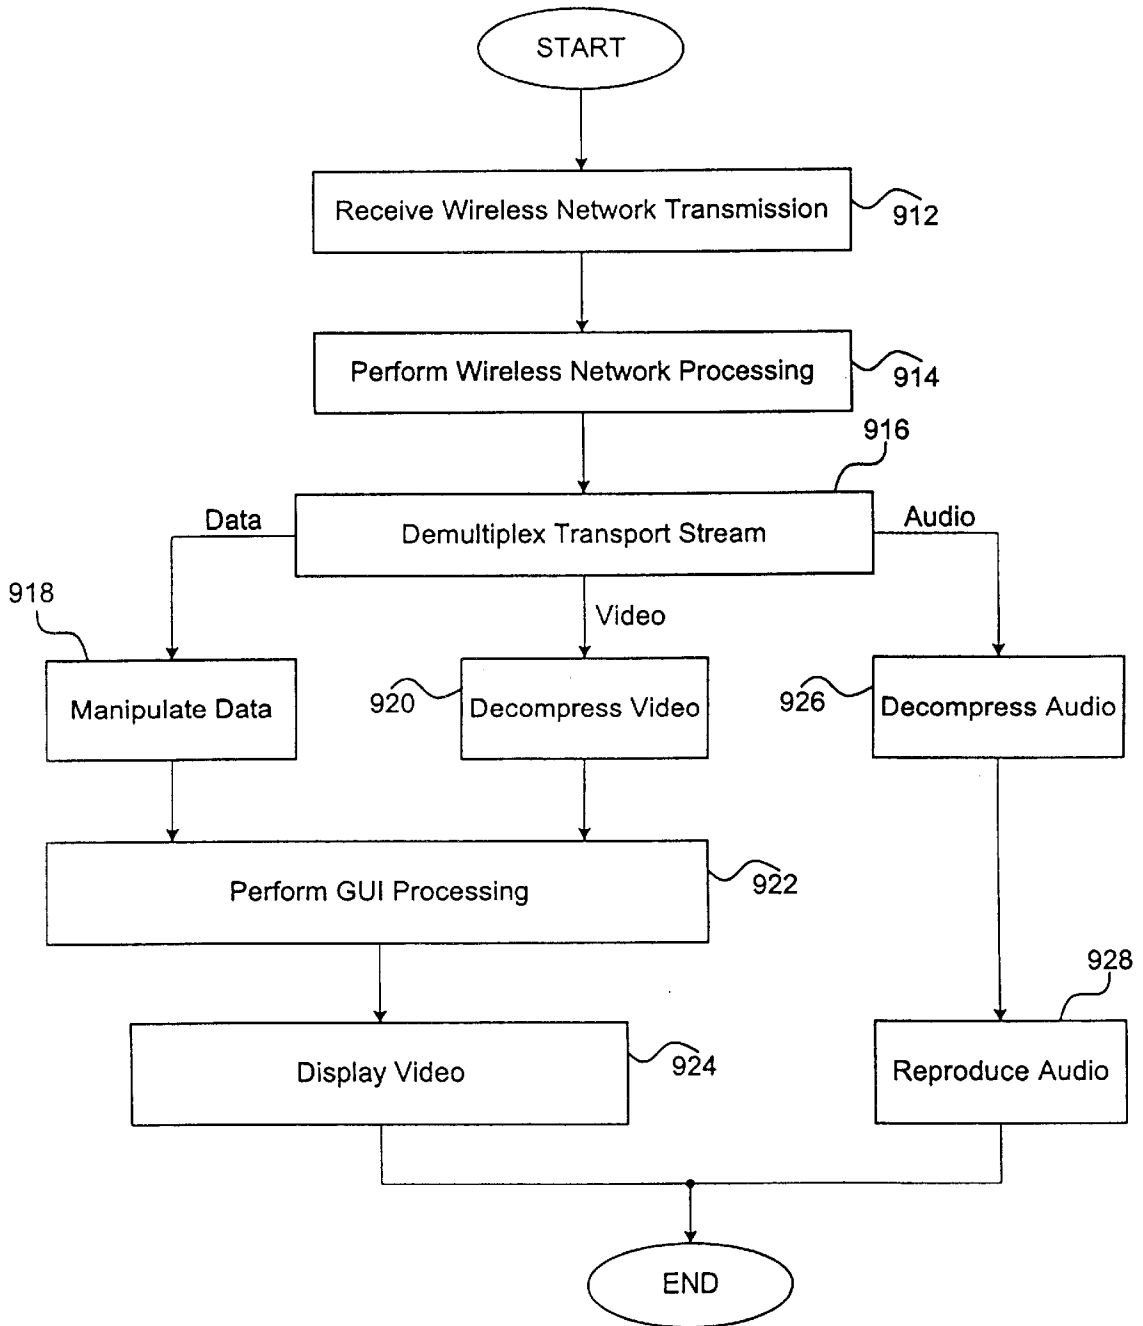 START
Receive Wireless Network Transmission
912
Perform Wireless Network Processing
914
916
Data
Demultiplex Transport Stream
Audio
918
Video
Manipulate Data
920
Decompress Video
926
Decompress Audio
Perform GUI Processing
922
928
Display Video
924
Reproduce Audio
END